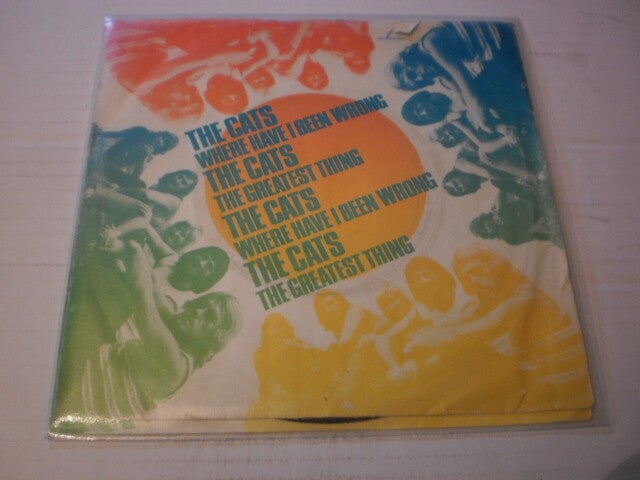 THE CATS
WHERE HAVE I BEEN WRONG
THE CATS
THE GREATEST THING
THE CATS
WHERE HAVE I BEEN WRONG
THE CATS
THE GREATEST THING